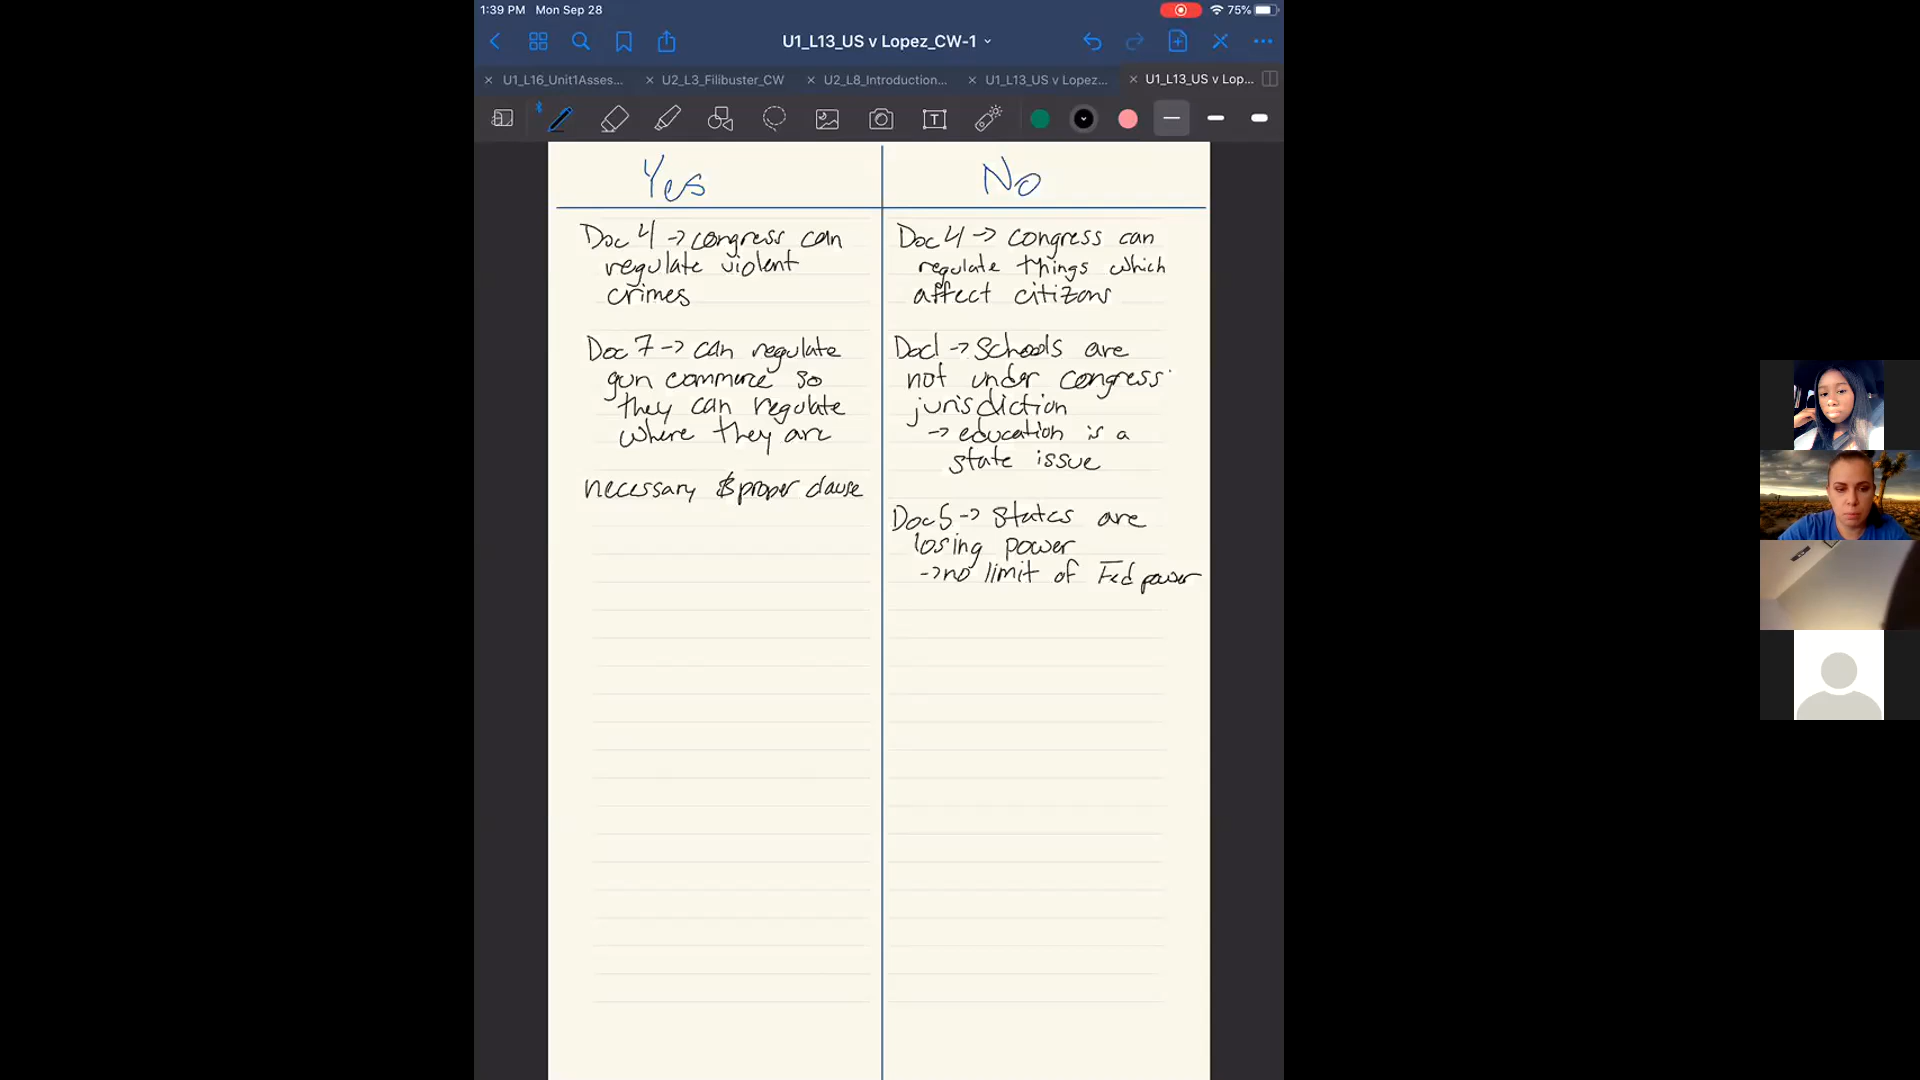 1:39 PM Mon Sep 28
75%
U1_L13_US v Lopez_CW-1
U1_L16_Unit1Asses...
U2_L3_Filibuster_CW
U2_L8_Introduction...
U1_L13_US v Lopez...
U1_L13_US v Lop...
Yes
No
Doc 4 -> congress can
regulate violent
crimes
Doc 7 -> can regulate
gun commerce so
they can regulate
where they are
necessary & proper clause
Doc 4 -> congress can
regulate things which
affect citizens
Doc 1 -> Schools are
not under congress'
jurisdiction
-> education is a
state issue
Doc 5 -> States are
losing power
-> no limit of Fed power